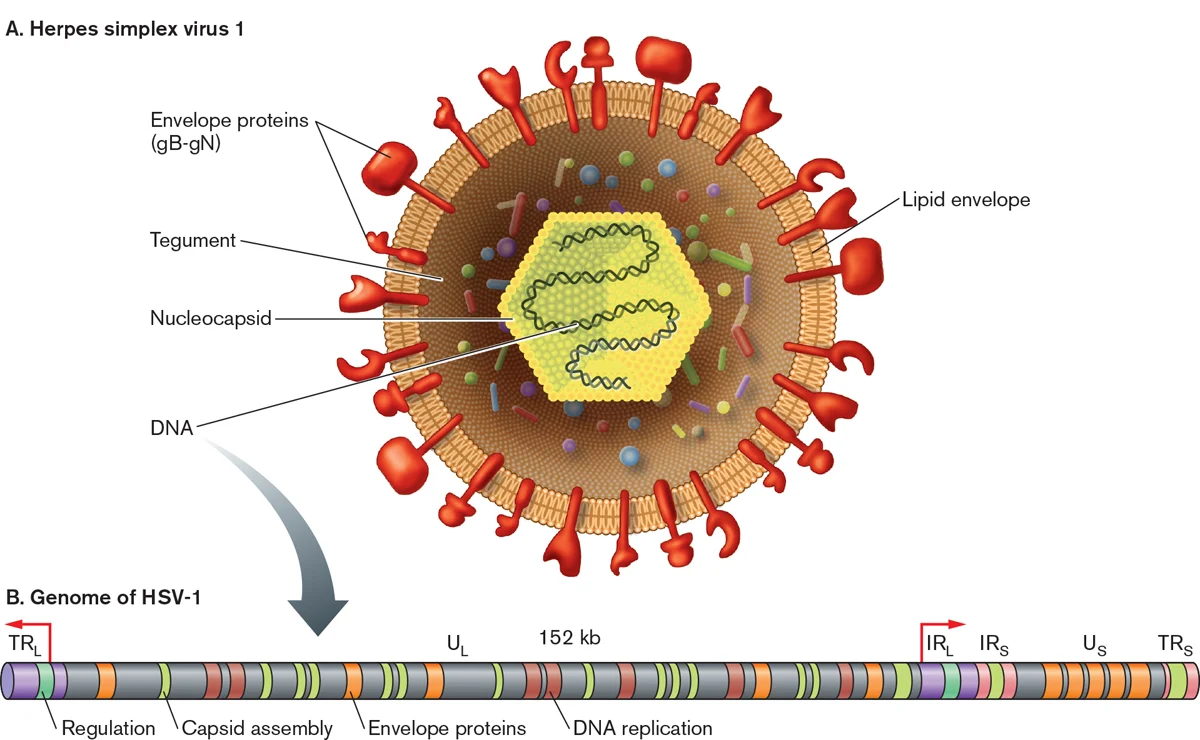 A. Herpes simplex virus 1
Envelope proteins
(gB-gN)
Lipid envelope
Tegument
Nucleocapsid
DNA
B. Genome of HSV-1
TRL
UL
152 kb
IRL
IRS
US
TRS
Regulation
Capsid assembly
Envelope proteins
DNA replication